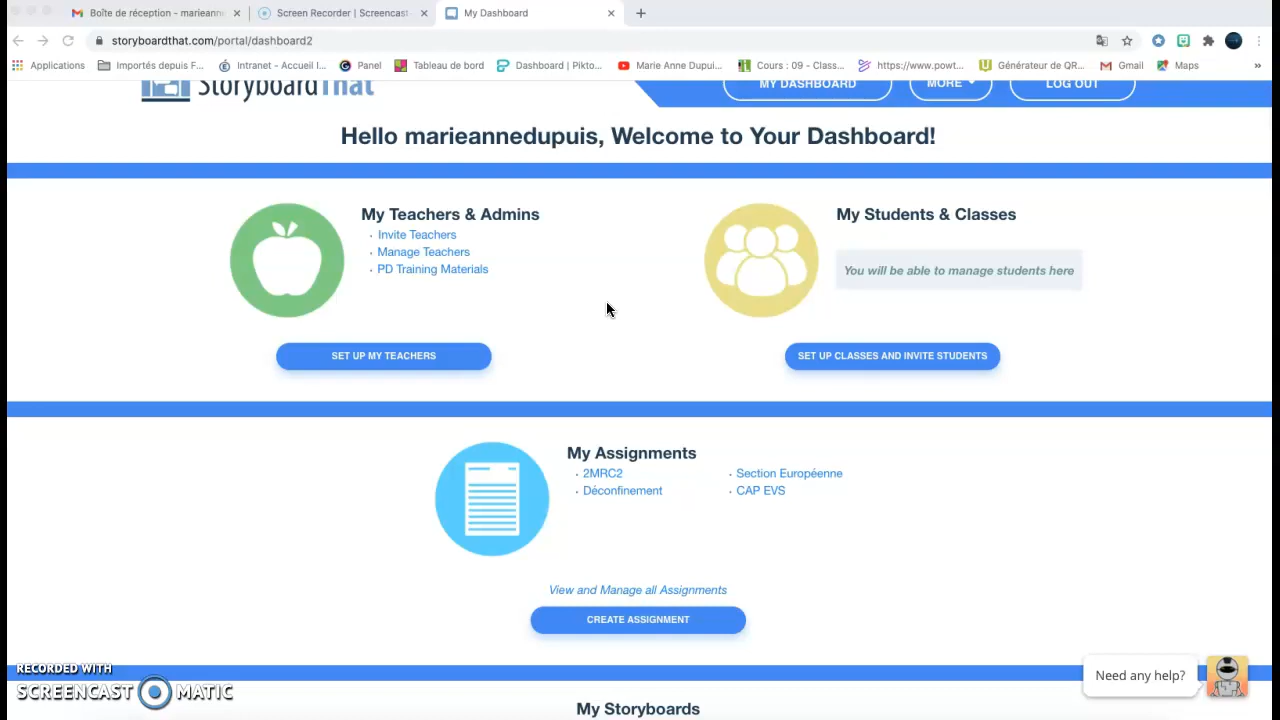 Boîte de réception - marieanne
Screen Recorder | Screencast
My Dashboard
storyboardthat.com/portal/dashboard2
Applications
Importés depuis F...
Intranet - Accueil I...
Panel
Tableau de bord
Dashboard | Pikto...
Marie Anne Dupui...
Cours : 09 - Class...
https://www.powt...
Générateur de QR...
Gmail
Maps
»
StoryboardThat
MY DASHBOARD
MORE
LOG OUT
Hello marieannedupuis, Welcome to Your Dashboard!
My Teachers & Admins
Invite Teachers
Manage Teachers
PD Training Materials
SET UP MY TEACHERS
My Students & Classes
You will be able to manage students here
SET UP CLASSES AND INVITE STUDENTS
My Assignments
2MRC2
Section Européenne
Déconfinement
CAP EVS
View and Manage all Assignments
CREATE ASSIGNMENT
My Storyboards
Need any help?
RECORDED WITH
SCREENCAST MATIC